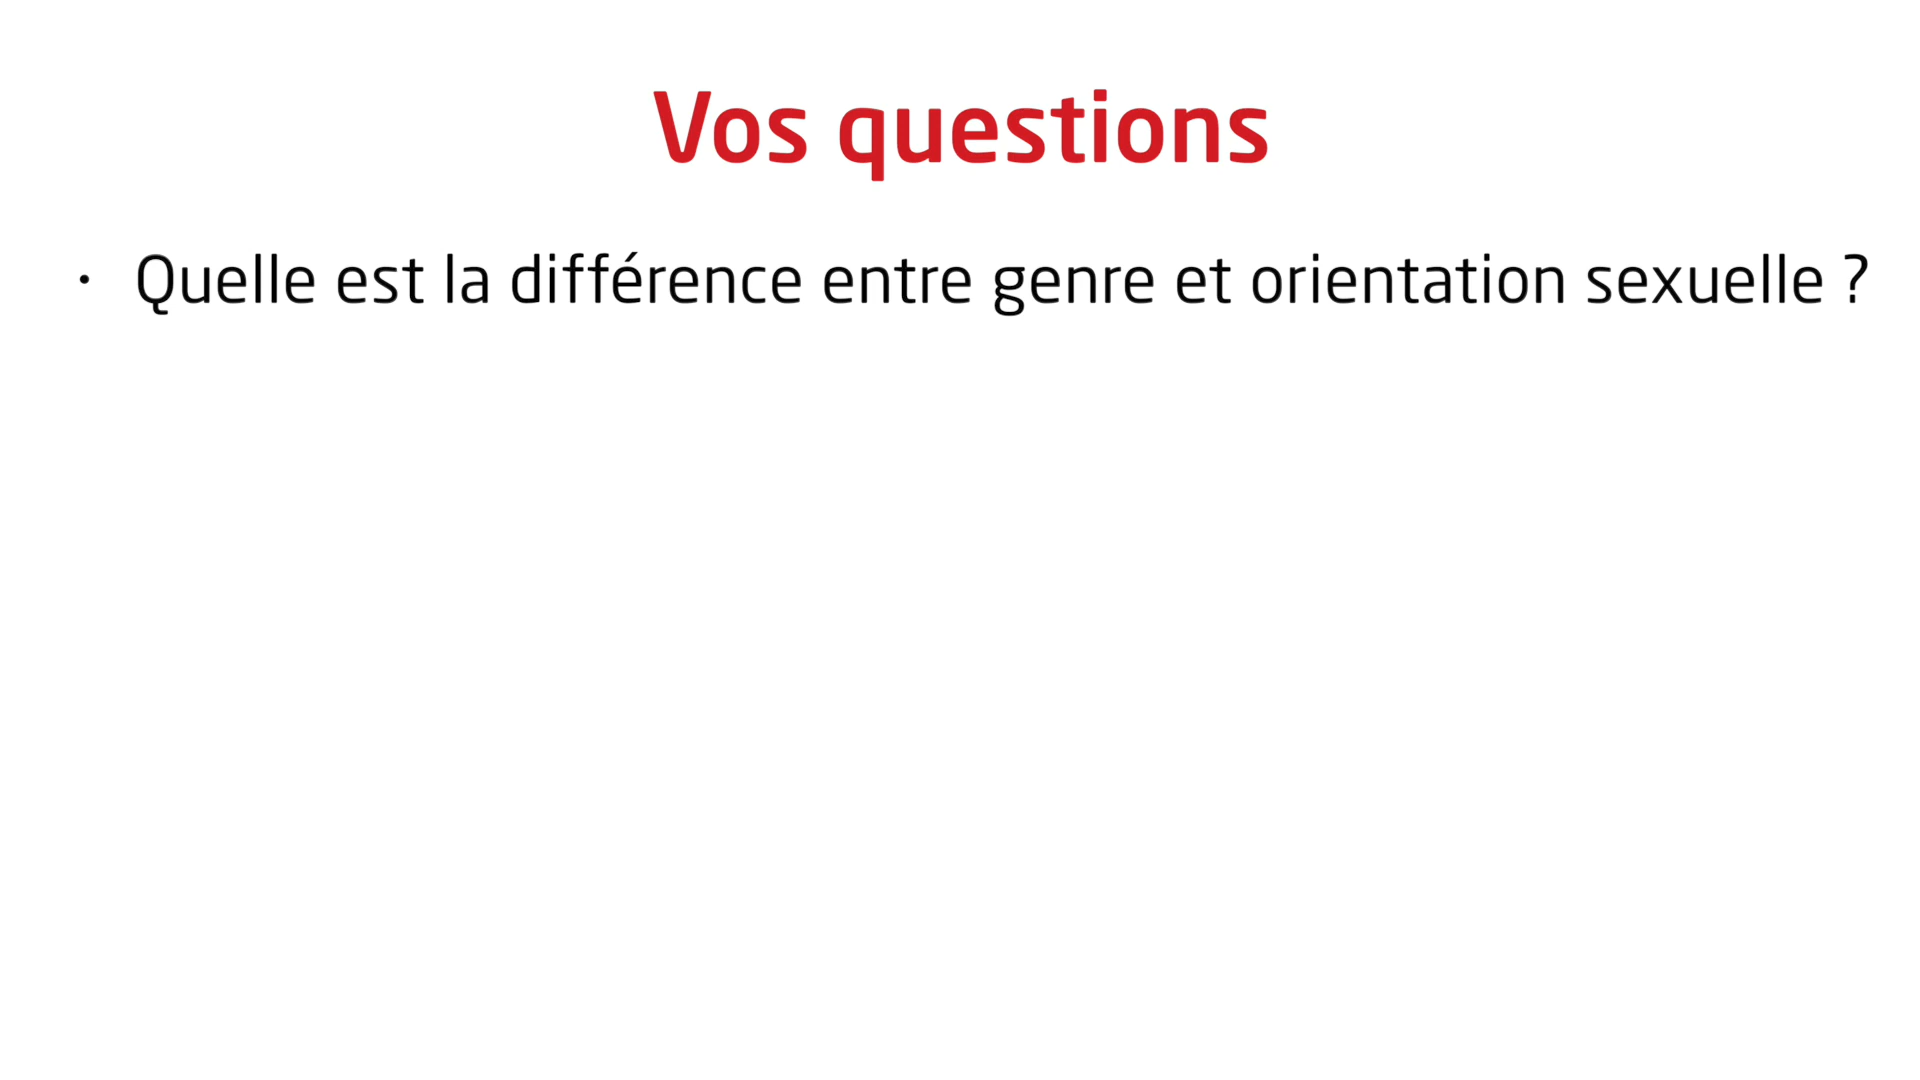 Vos questions
· Quelle est la différence entre genre et orientation sexuelle ?